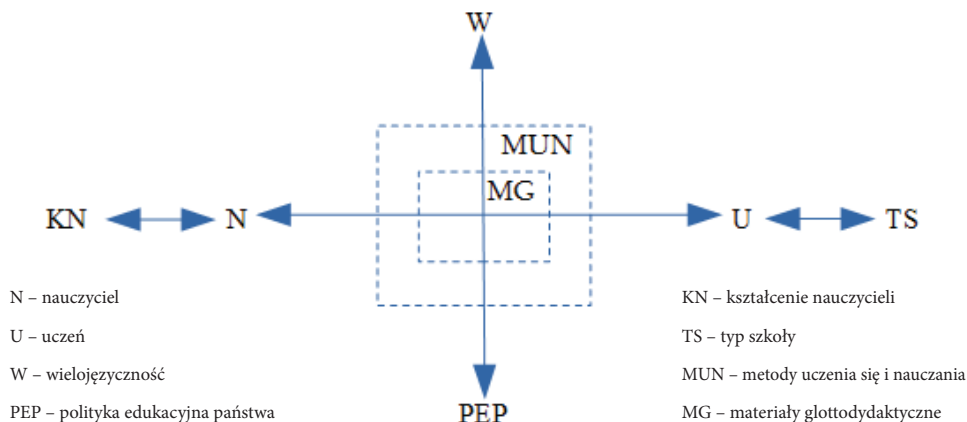 W
MUN
MG
KN N U TS
N – nauczyciel
U – uczeń
W – wielojęzyczność
PEP – polityka edukacyjna państwa
PEP
KN – kształcenie nauczycieli
TS – typ szkoły
MUN – metody uczenia się i nauczania
MG – materiały glottodydaktyczne